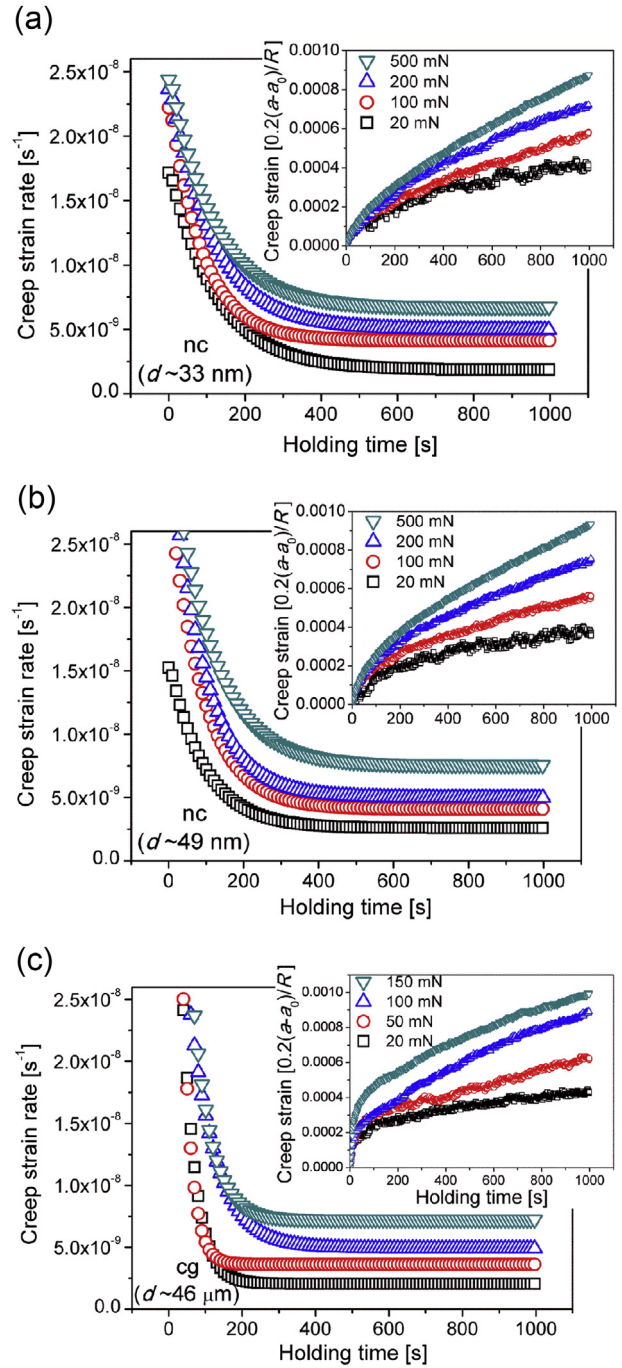 (a)
Creep strain rate [s⁻¹]
2.5x10⁻⁸
2.0x10⁻⁸
1.5x10⁻⁸
1.0x10⁻⁸
5.0x10⁻⁹
0.0
0 200 400 600 800 1000
Holding time [s]
nc
(d ~33 nm)
Creep strain [0.2(a-a₀)/R]
0.0010
0.0008
0.0006
0.0004
0.0002
0.0000
0 200 400 600 800 1000
500 mN
200 mN
100 mN
20 mN
(b)
Creep strain rate [s⁻¹]
2.5x10⁻⁸
2.0x10⁻⁸
1.5x10⁻⁸
1.0x10⁻⁸
5.0x10⁻⁹
0.0
0 200 400 600 800 1000
Holding time [s]
nc
(d ~49 nm)
Creep strain [0.2(a-a₀)/R]
0.0010
0.0008
0.0006
0.0004
0.0002
0.0000
0 200 400 600 800 1000
500 mN
200 mN
100 mN
20 mN
(c)
Creep strain rate [s⁻¹]
2.5x10⁻⁸
2.0x10⁻⁸
1.5x10⁻⁸
1.0x10⁻⁸
5.0x10⁻⁹
0.0
0 200 400 600 800 1000
Holding time [s]
cg
(d ~46 μm)
Creep strain [0.2(a-a₀)/R]
0.0010
0.0008
0.0006
0.0004
0.0002
0.0000
0 200 400 600 800 1000
Holding time [s]
150 mN
100 mN
50 mN
20 mN